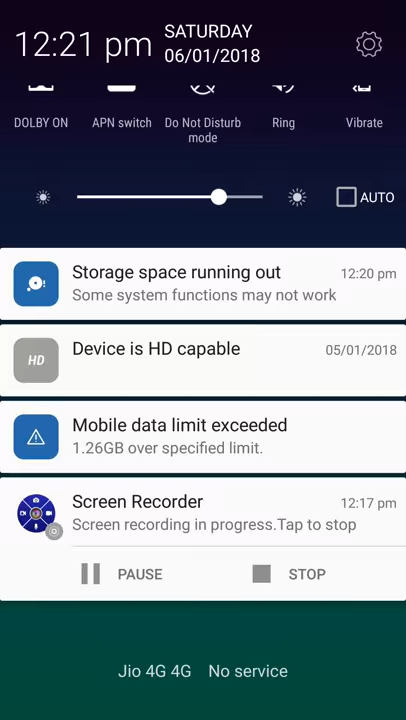 12:21 pm
SATURDAY
06/01/2018
DOLBY ON
APN switch
Do Not Disturb
mode
Ring
Vibrate
AUTO
Storage space running out
12:20 pm
Some system functions may not work
HD
Device is HD capable
05/01/2018
Mobile data limit exceeded
1.26GB over specified limit.
Screen Recorder
12:17 pm
Screen recording in progress.Tap to stop
PAUSE
STOP
Jio 4G 4G
No service